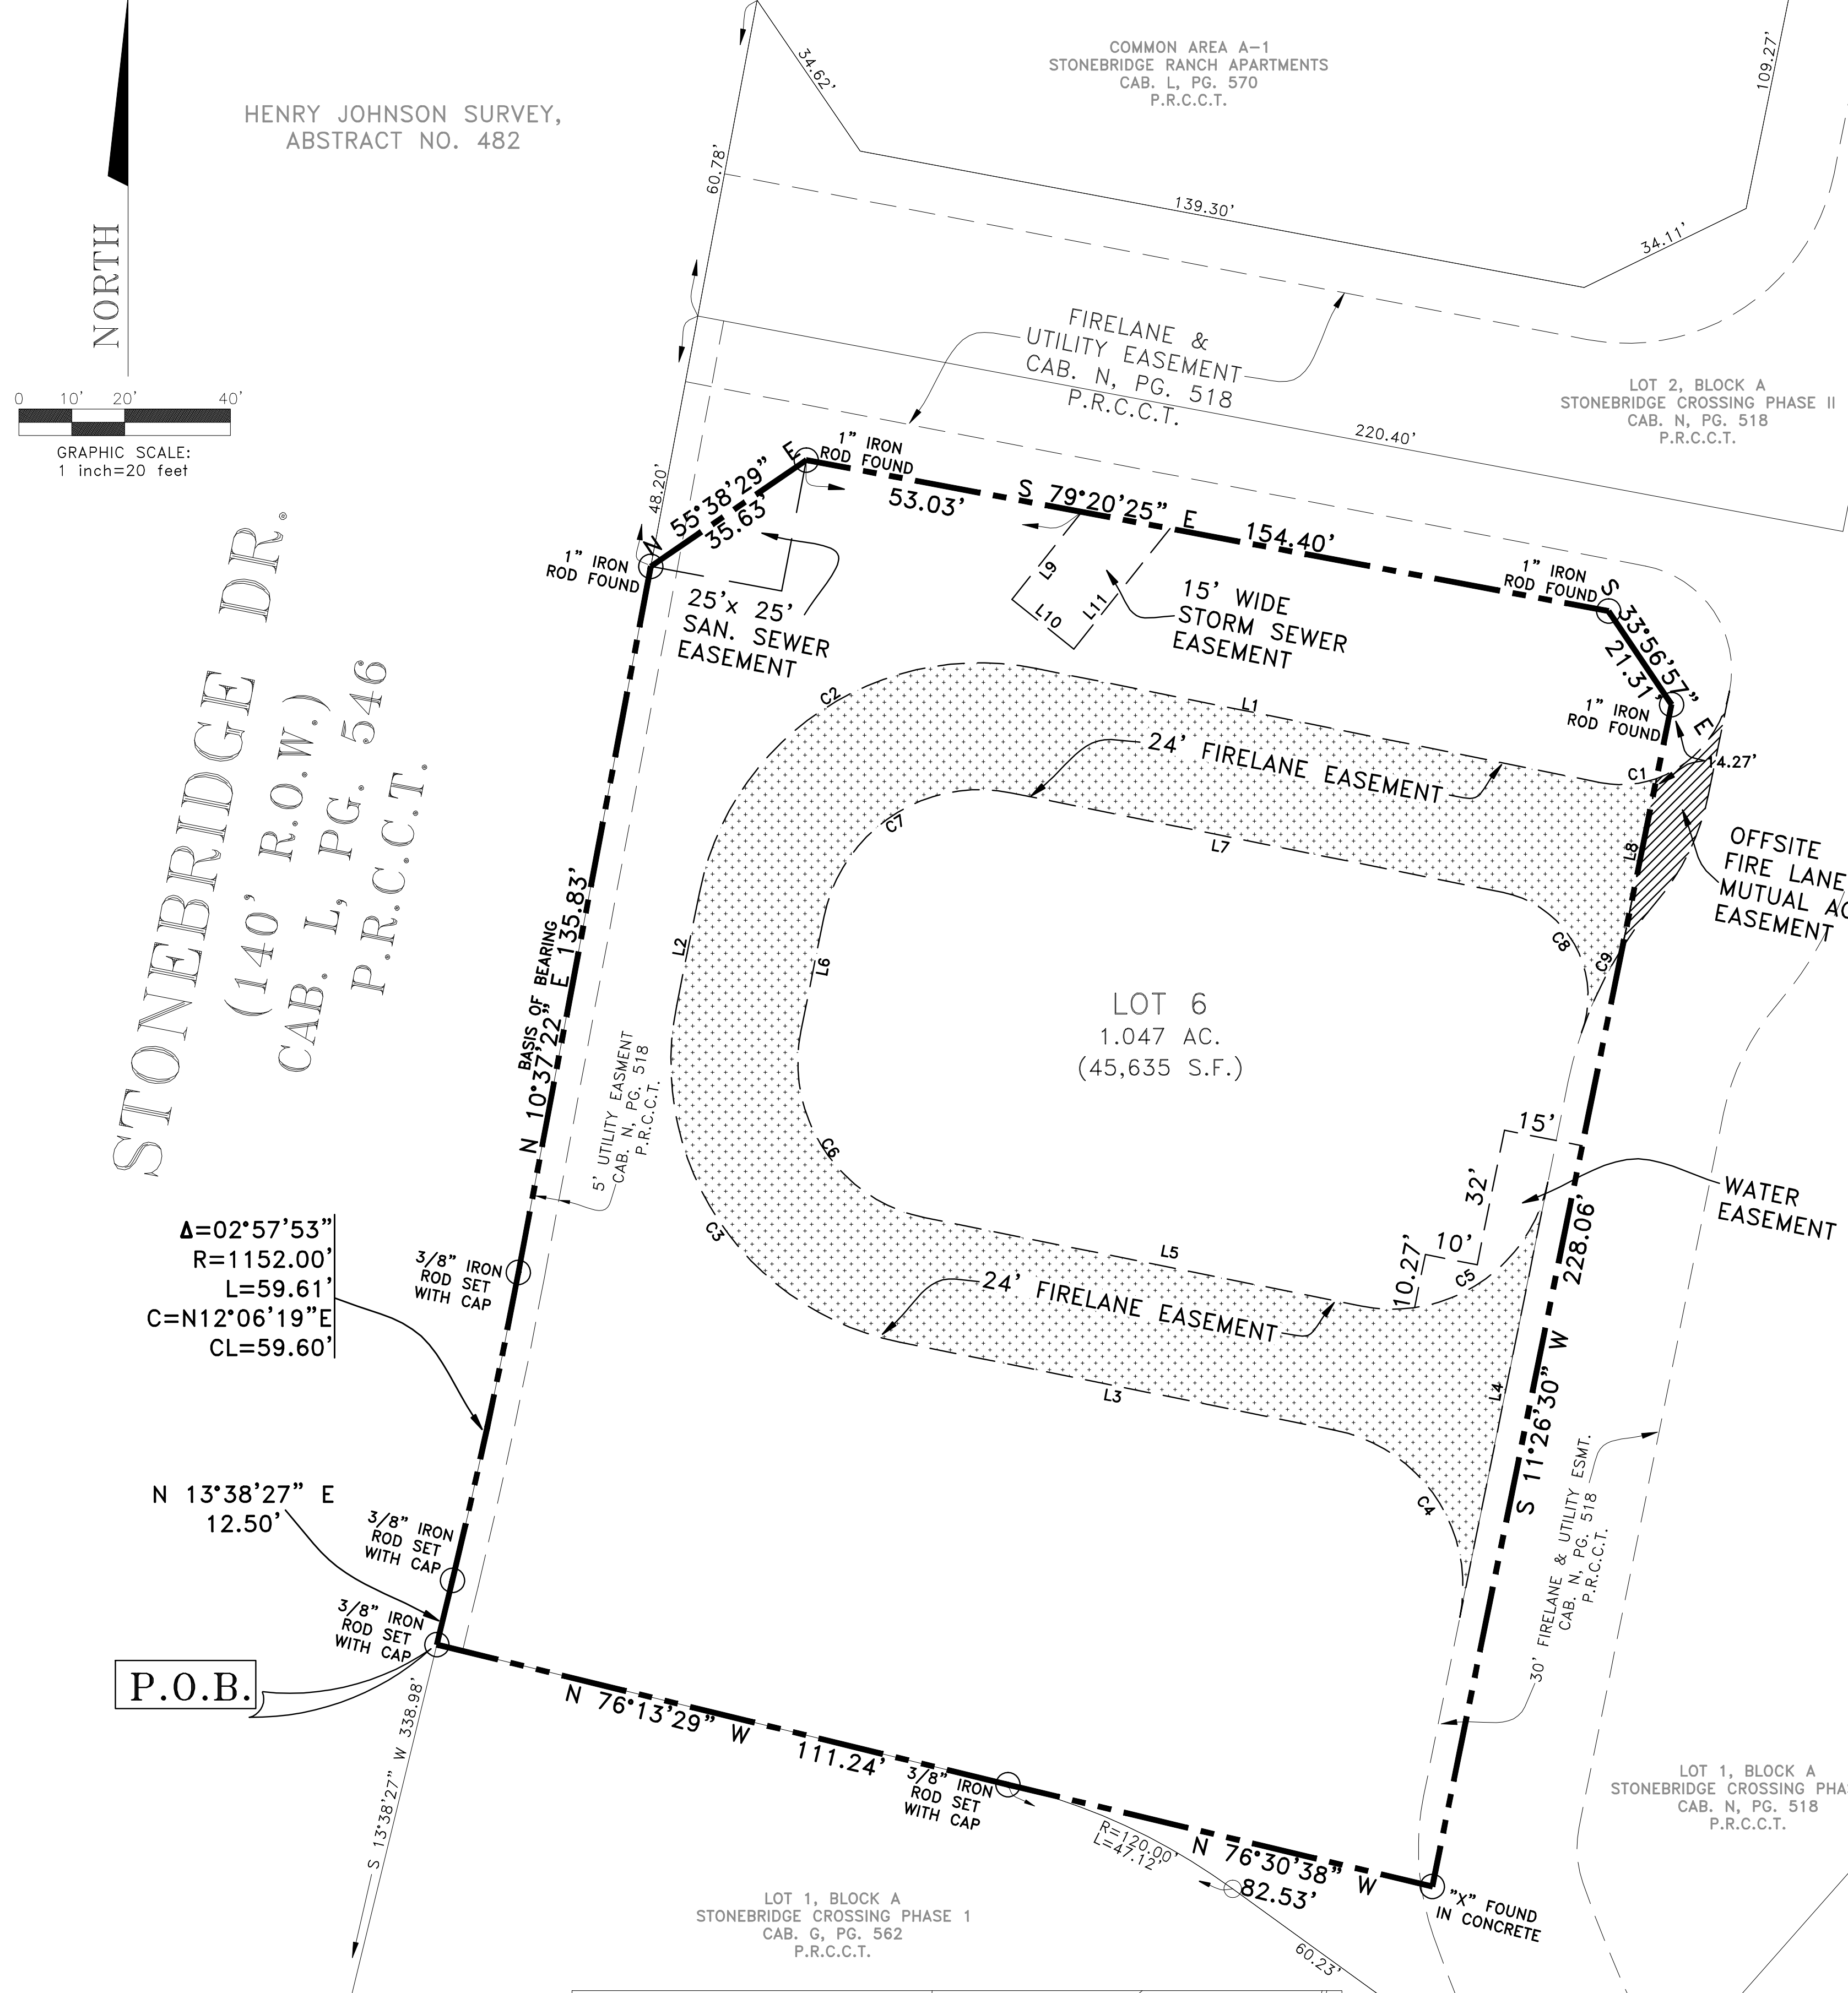 COMMON AREA A-1
STONEBRIDGE RANCH APARTMENTS
CAB. L, PG. 570
P.R.C.C.T.
HENRY JOHNSON SURVEY,
ABSTRACT NO. 482
34.62'
109.27'
60.78'
139.30'
34.11'
NORTH
0 10' 20' 40'
GRAPHIC SCALE:
1 inch=20 feet
FIRELANE &
UTILITY EASEMENT
CAB. N, PG. 518
P.R.C.C.T.
LOT 2, BLOCK A
STONEBRIDGE CROSSING PHASE II
CAB. N, PG. 518
P.R.C.C.T.
220.40'
48.20'
1" IRON
ROD FOUND
N 55°38'29" E
35.63'
1" IRON
ROD FOUND
53.03'
S 79°20'25" E
154.40'
1" IRON
ROD FOUND
S 33°56'57" E
21.31'
1" IRON
ROD FOUND
14.27'
25'x 25'
SAN. SEWER
EASEMENT
L9
L10
L11
15' WIDE
STORM SEWER
EASEMENT
STONEBRIDGE DR.
(140' R.O.W.)
CAB. L, PG. 546
P.R.C.C.T.
C2
L1
C1
24' FIRELANE EASEMENT
C7
L7
L8
C8
C9
OFFSITE
FIRE LANE
MUTUAL
EASEMENT
L2
L6
LOT 6
1.047 AC.
(45,635 S.F.)
BASIS OF BEARING
N 10°37'22" E 135.83'
5' UTILITY EASMENT
CAB. N, PG. 518
P.R.C.C.T.
C6
C3
L5
15'
32'
10'
10.27'
C5
WATER
EASEMENT
24' FIRELANE EASEMENT
L3
L4
C4
228.06'
S 11°26'30" W
30' FIRELANE & UTILITY ESMT.
CAB. N, PG. 518
P.R.C.C.T.
Δ=02°57'53"
R=1152.00'
L=59.61'
C=N12°06'19"E
CL=59.60'
3/8" IRON
ROD SET
WITH CAP
N 13°38'27" E
12.50'
3/8" IRON
ROD SET
WITH CAP
3/8" IRON
ROD SET
WITH CAP
P.O.B.
S 13°38'27" W 338.98'
N 76°13'29" W
111.24'
3/8" IRON
ROD SET
WITH CAP
R=120.00'
L=47.12'
N 76°30'38" W
82.53'
"X" FOUND
IN CONCRETE
60.23'
LOT 1, BLOCK A
STONEBRIDGE CROSSING PHASE 1
CAB. G, PG. 562
P.R.C.C.T.
LOT 1, BLOCK A
STONEBRIDGE CROSSING
CAB. N, PG. 518
P.R.C.C.T.